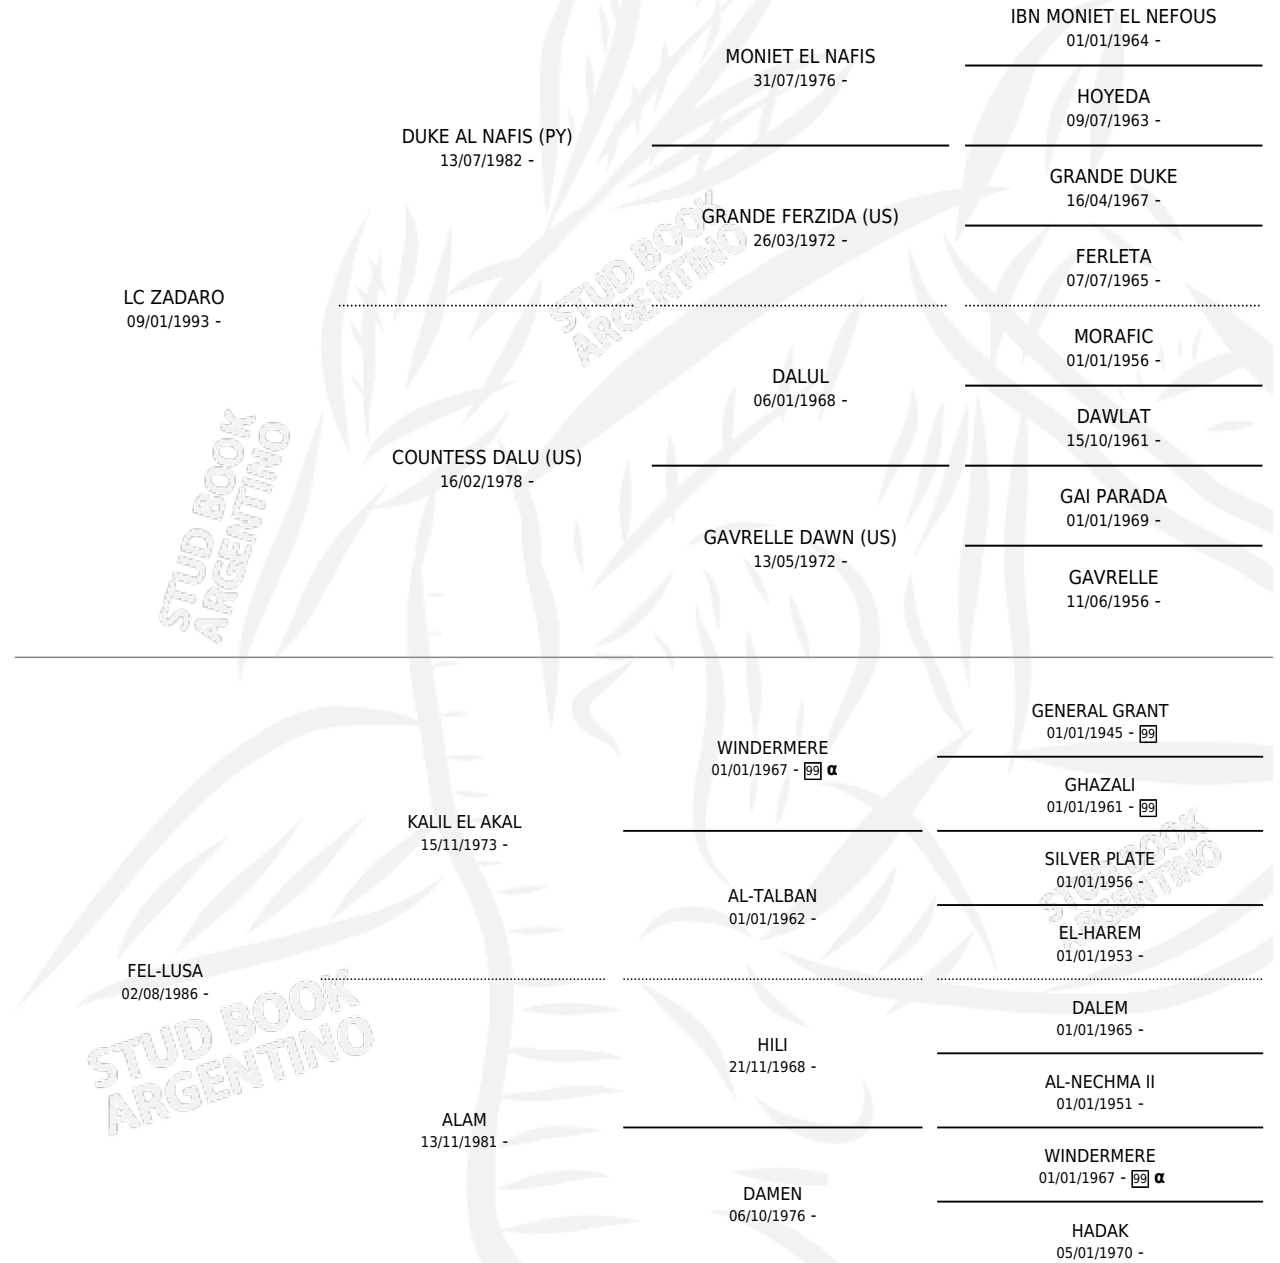 IBN MONIET EL NEFOUS
01/01/1964 -
MONIET EL NAFIS
31/07/1976 -
HOYEDA
09/07/1963 -
DUKE AL NAFIS (PY)
13/07/1982 -
GRANDE DUKE
16/04/1967 -
GRANDE FERZIDA (US)
26/03/1972 -
FERLETA
07/07/1965 -
LC ZADARO
09/01/1993 -
MORAFIC
01/01/1956 -
DALUL
06/01/1968 -
DAWLAT
15/10/1961 -
COUNTESS DALU (US)
16/02/1978 -
GAI PARADA
01/01/1969 -
GAVRELLE DAWN (US)
13/05/1972 -
GAVRELLE
11/06/1956 -
STUD BOOK
ARGENTINO
STUD BOOK
ARGENTINO
GENERAL GRANT
01/01/1945 - 99
WINDERMERE
01/01/1967 - 99 α
GHAZALI
01/01/1961 - 99
KALIL EL AKAL
15/11/1973 -
SILVER PLATE
01/01/1956 -
AL-TALBAN
01/01/1962 -
EL-HAREM
01/01/1953 -
FEL-LUSA
02/08/1986 -
DALEM
01/01/1965 -
HILI
21/11/1968 -
AL-NECHMA II
01/01/1951 -
ALAM
13/11/1981 -
WINDERMERE
01/01/1967 - 99 α
DAMEN
06/10/1976 -
HADAK
05/01/1970 -
STUD BOOK
ARGENTINO
STUD BOOK
ARGENTINO